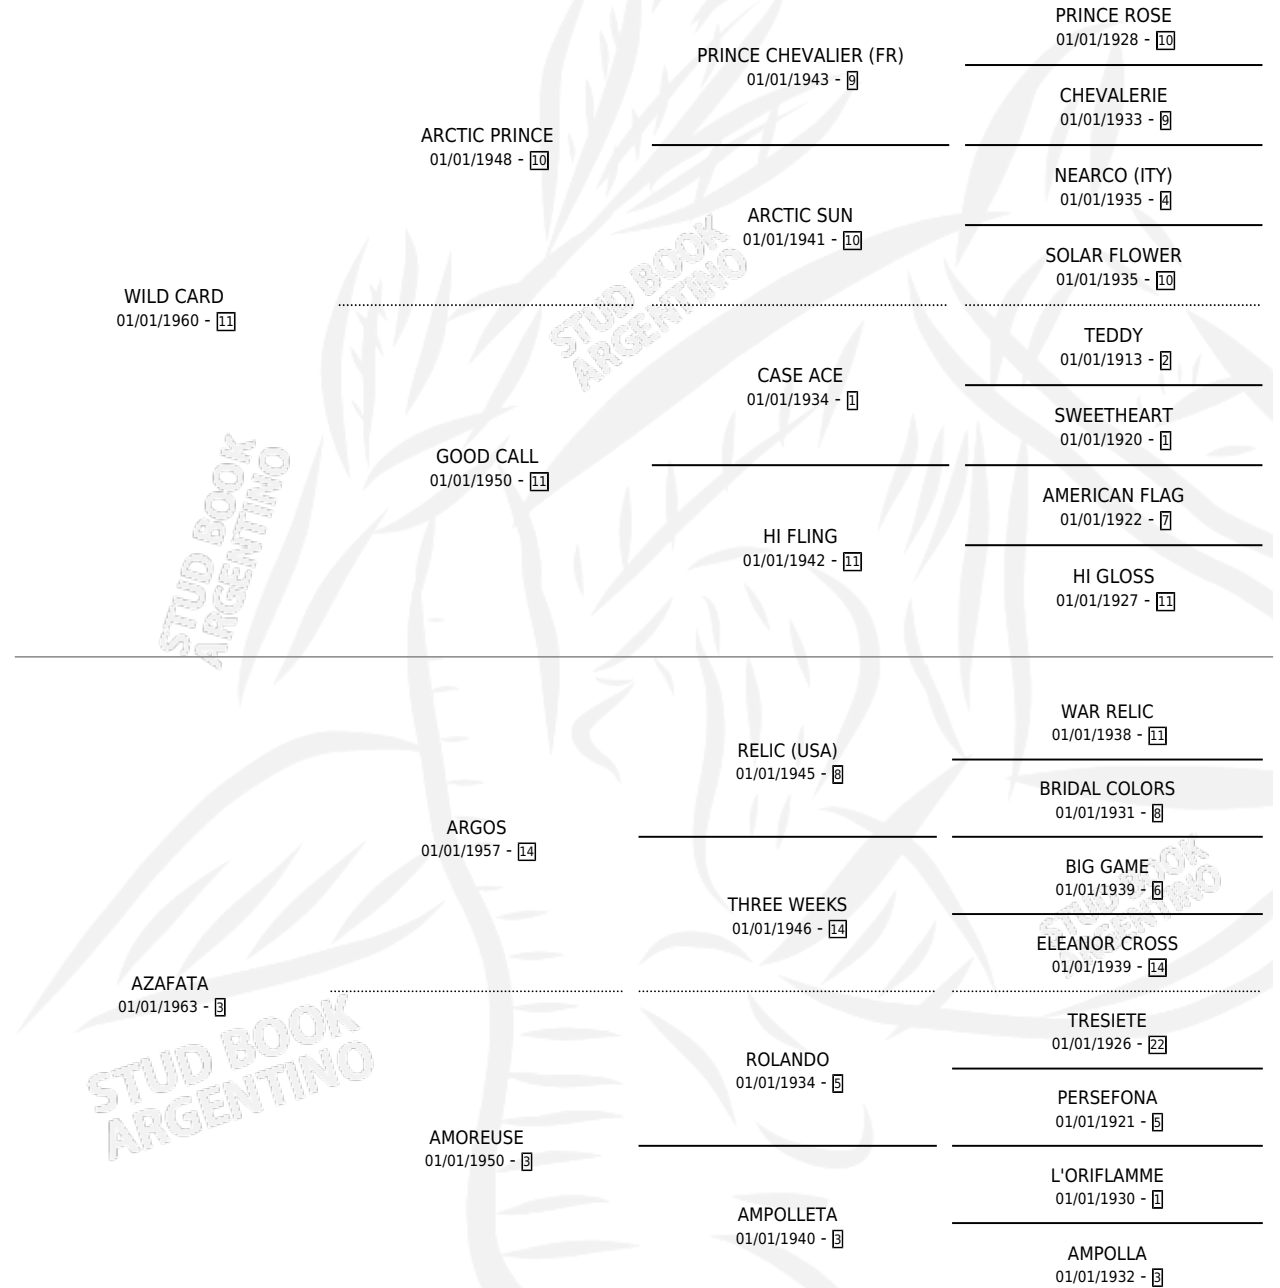 PRINCE ROSE
01/01/1928 - 10
PRINCE CHEVALIER (FR)
01/01/1943 - 9
CHEVALERIE
01/01/1933 - 9
ARCTIC PRINCE
01/01/1948 - 10
NEARCO (ITY)
01/01/1935 - 4
ARCTIC SUN
01/01/1941 - 10
SOLAR FLOWER
01/01/1935 - 10
WILD CARD
01/01/1960 - 11
STUD BOOK
ARGENTINO
TEDDY
01/01/1913 - 2
CASE ACE
01/01/1934 - 1
SWEETHEART
01/01/1920 - 1
GOOD CALL
01/01/1950 - 11
AMERICAN FLAG
01/01/1922 - 7
HI FLING
01/01/1942 - 11
HI GLOSS
01/01/1927 - 11
STUD BOOK
ARGENTINO
WAR RELIC
01/01/1938 - 11
RELIC (USA)
01/01/1945 - 8
BRIDAL COLORS
01/01/1931 - 8
ARGOS
01/01/1957 - 14
BIG GAME
01/01/1939 - 6
THREE WEEKS
01/01/1946 - 14
ELEANOR CROSS
01/01/1939 - 14
STUD BOOK
ARGENTINO
AZAFATA
01/01/1963 - 3
TRESIETE
01/01/1926 - 22
ROLANDO
01/01/1934 - 5
PERSEFONA
01/01/1921 - 5
STUD BOOK
ARGENTINO
AMOREUSE
01/01/1950 - 3
L'ORIFLAMME
01/01/1930 - 1
AMPOLLETA
01/01/1940 - 3
AMPOLLA
01/01/1932 - 3